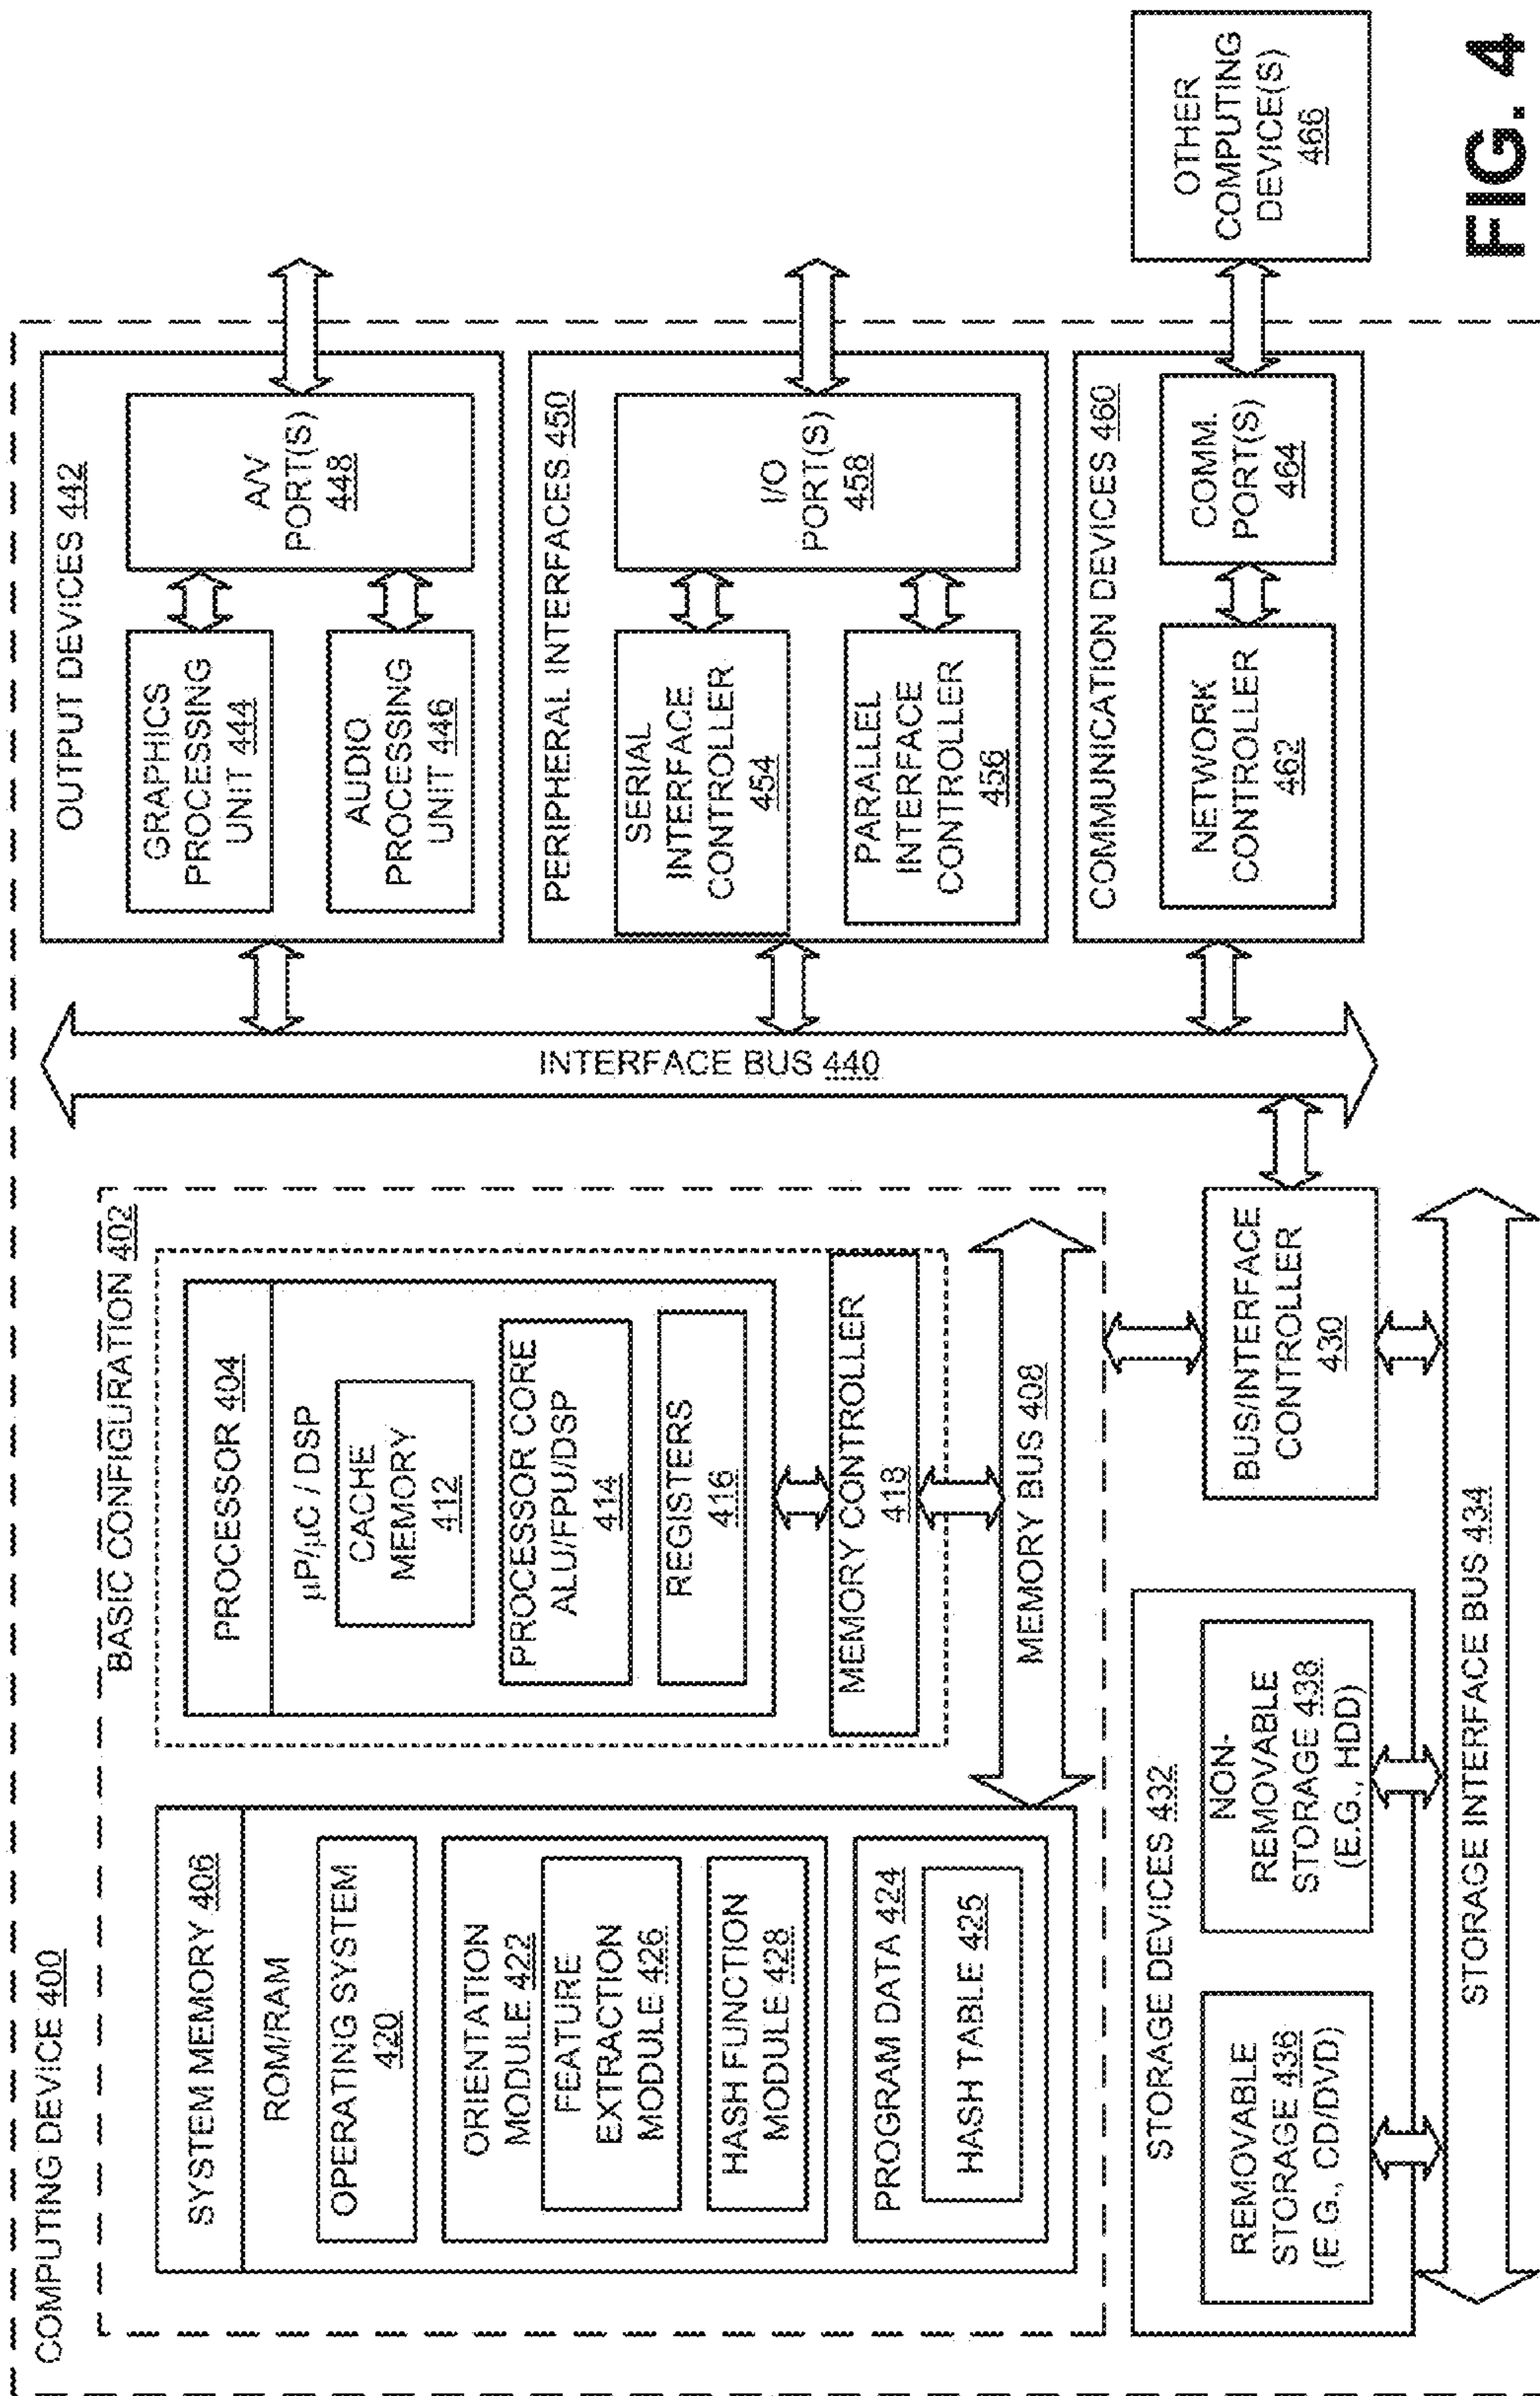 COMPUTING DEVICE 400
BASIC CONFIGURATION 402
SYSTEM MEMORY 406
ROM/RAM
OPERATING SYSTEM
420
ORIENTATION
MODULE 422
FEATURE
EXTRACTION
MODULE 426
HASH FUNCTION
MODULE 428
PROGRAM DATA 424
HASH TABLE 425
PROCESSOR 404
μP/μC / DSP
CACHE
MEMORY
412
PROCESSOR CORE
ALU/FPU/DSP
414
REGISTERS
416
MEMORY CONTROLLER
418
MEMORY BUS 408
BUS/INTERFACE
CONTROLLER
430
STORAGE DEVICES 432
REMOVABLE
STORAGE 436
(E.G., CD/DVD)
NON-
REMOVABLE
STORAGE 438
(E.G., HDD)
STORAGE INTERFACE BUS 434
INTERFACE BUS 440
OUTPUT DEVICES 442
GRAPHICS
PROCESSING
UNIT 444
AUDIO
PROCESSING
UNIT 446
A/V
PORT(S)
448
PERIPHERAL INTERFACES 450
SERIAL
INTERFACE
CONTROLLER
454
PARALLEL
INTERFACE
CONTROLLER
456
I/O
PORT(S)
458
COMMUNICATION DEVICES 460
NETWORK
CONTROLLER
462
COMM.
PORT(S)
464
OTHER
COMPUTING
DEVICE(S)
466
FIG. 4